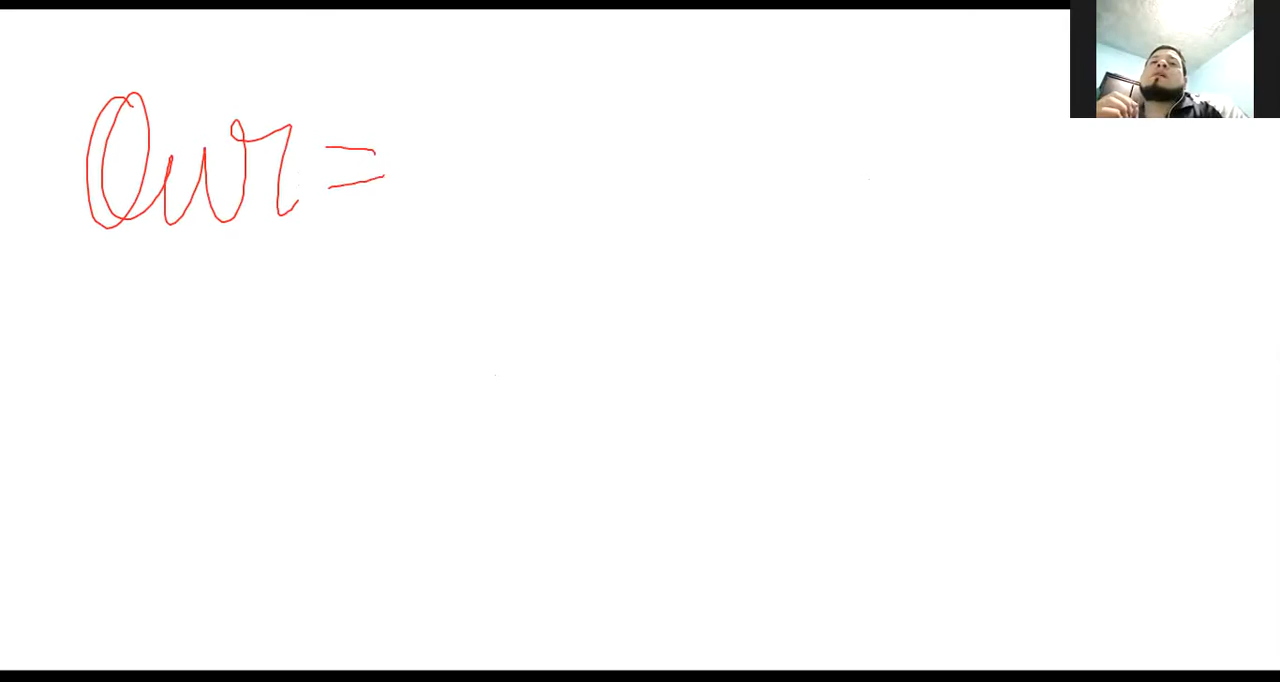 Owr =